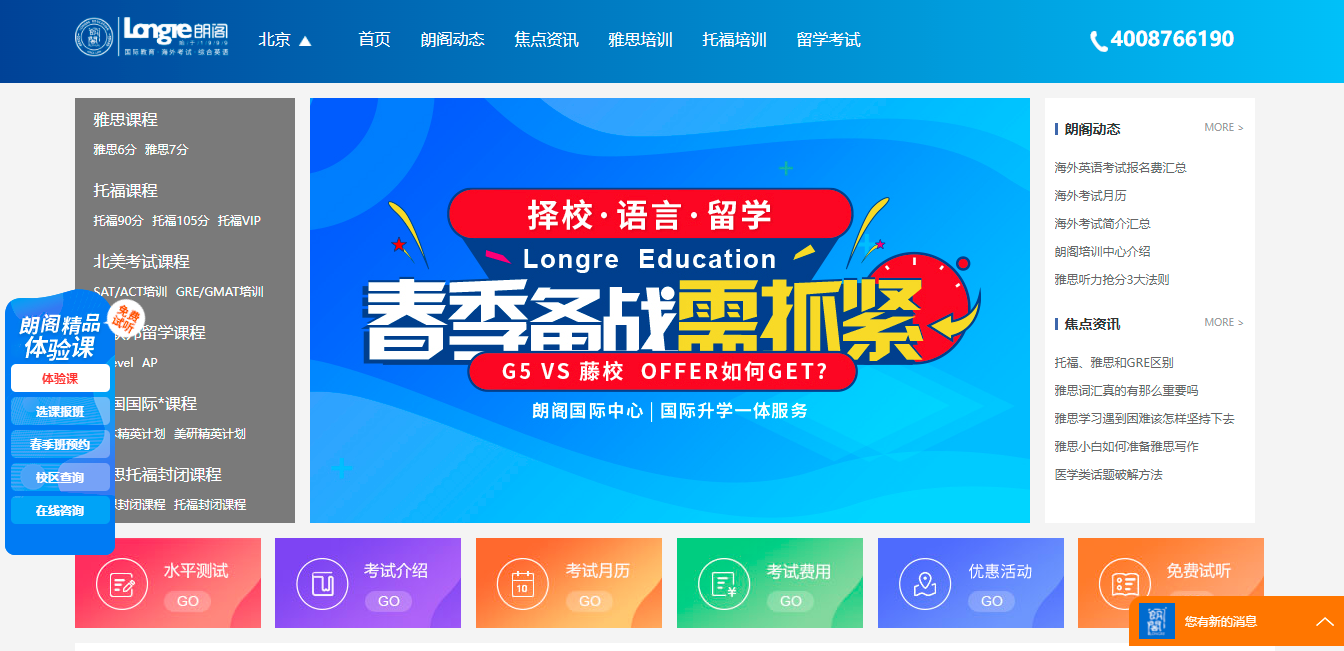 Longre 朗阁
国际教育·海外考试·综合英语
北京 ▲
首页 朗阁动态 焦点资讯 雅思培训 托福培训 留学考试
4008766190
雅思课程
雅思6分 雅思7分
托福课程
托福90分 托福105分 托福VIP
北美考试课程
SAT/ACT培训 GRE/GMAT培训
留学课程
evel AP
国国际*课程
精英计划 美研精英计划
思托福封闭课程
封闭课程 托福封闭课程
朗阁精品
体验课
免费
试听
体验课
选课报班
春季班预约
校区查询
在线咨询
择校·语言·留学
Longre Education
春季备战需抓紧
G5 VS 藤校 OFFER如何GET?
朗阁国际中心|国际升学一体服务
朗阁动态 MORE >
海外英语考试报名费汇总
海外考试月历
海外考试简介汇总
朗阁培训中心介绍
雅思听力抢分3大法则
焦点资讯 MORE >
托福、雅思和GRE区别
雅思词汇真的有那么重要吗
雅思学习遇到困难该怎样坚持下去
雅思小白如何准备雅思写作
医学类话题破解方法
水平测试
GO
考试介绍
GO
10
考试月历
GO
考试费用
GO
优惠活动
GO
免费试听
朗阁
您有新的消息